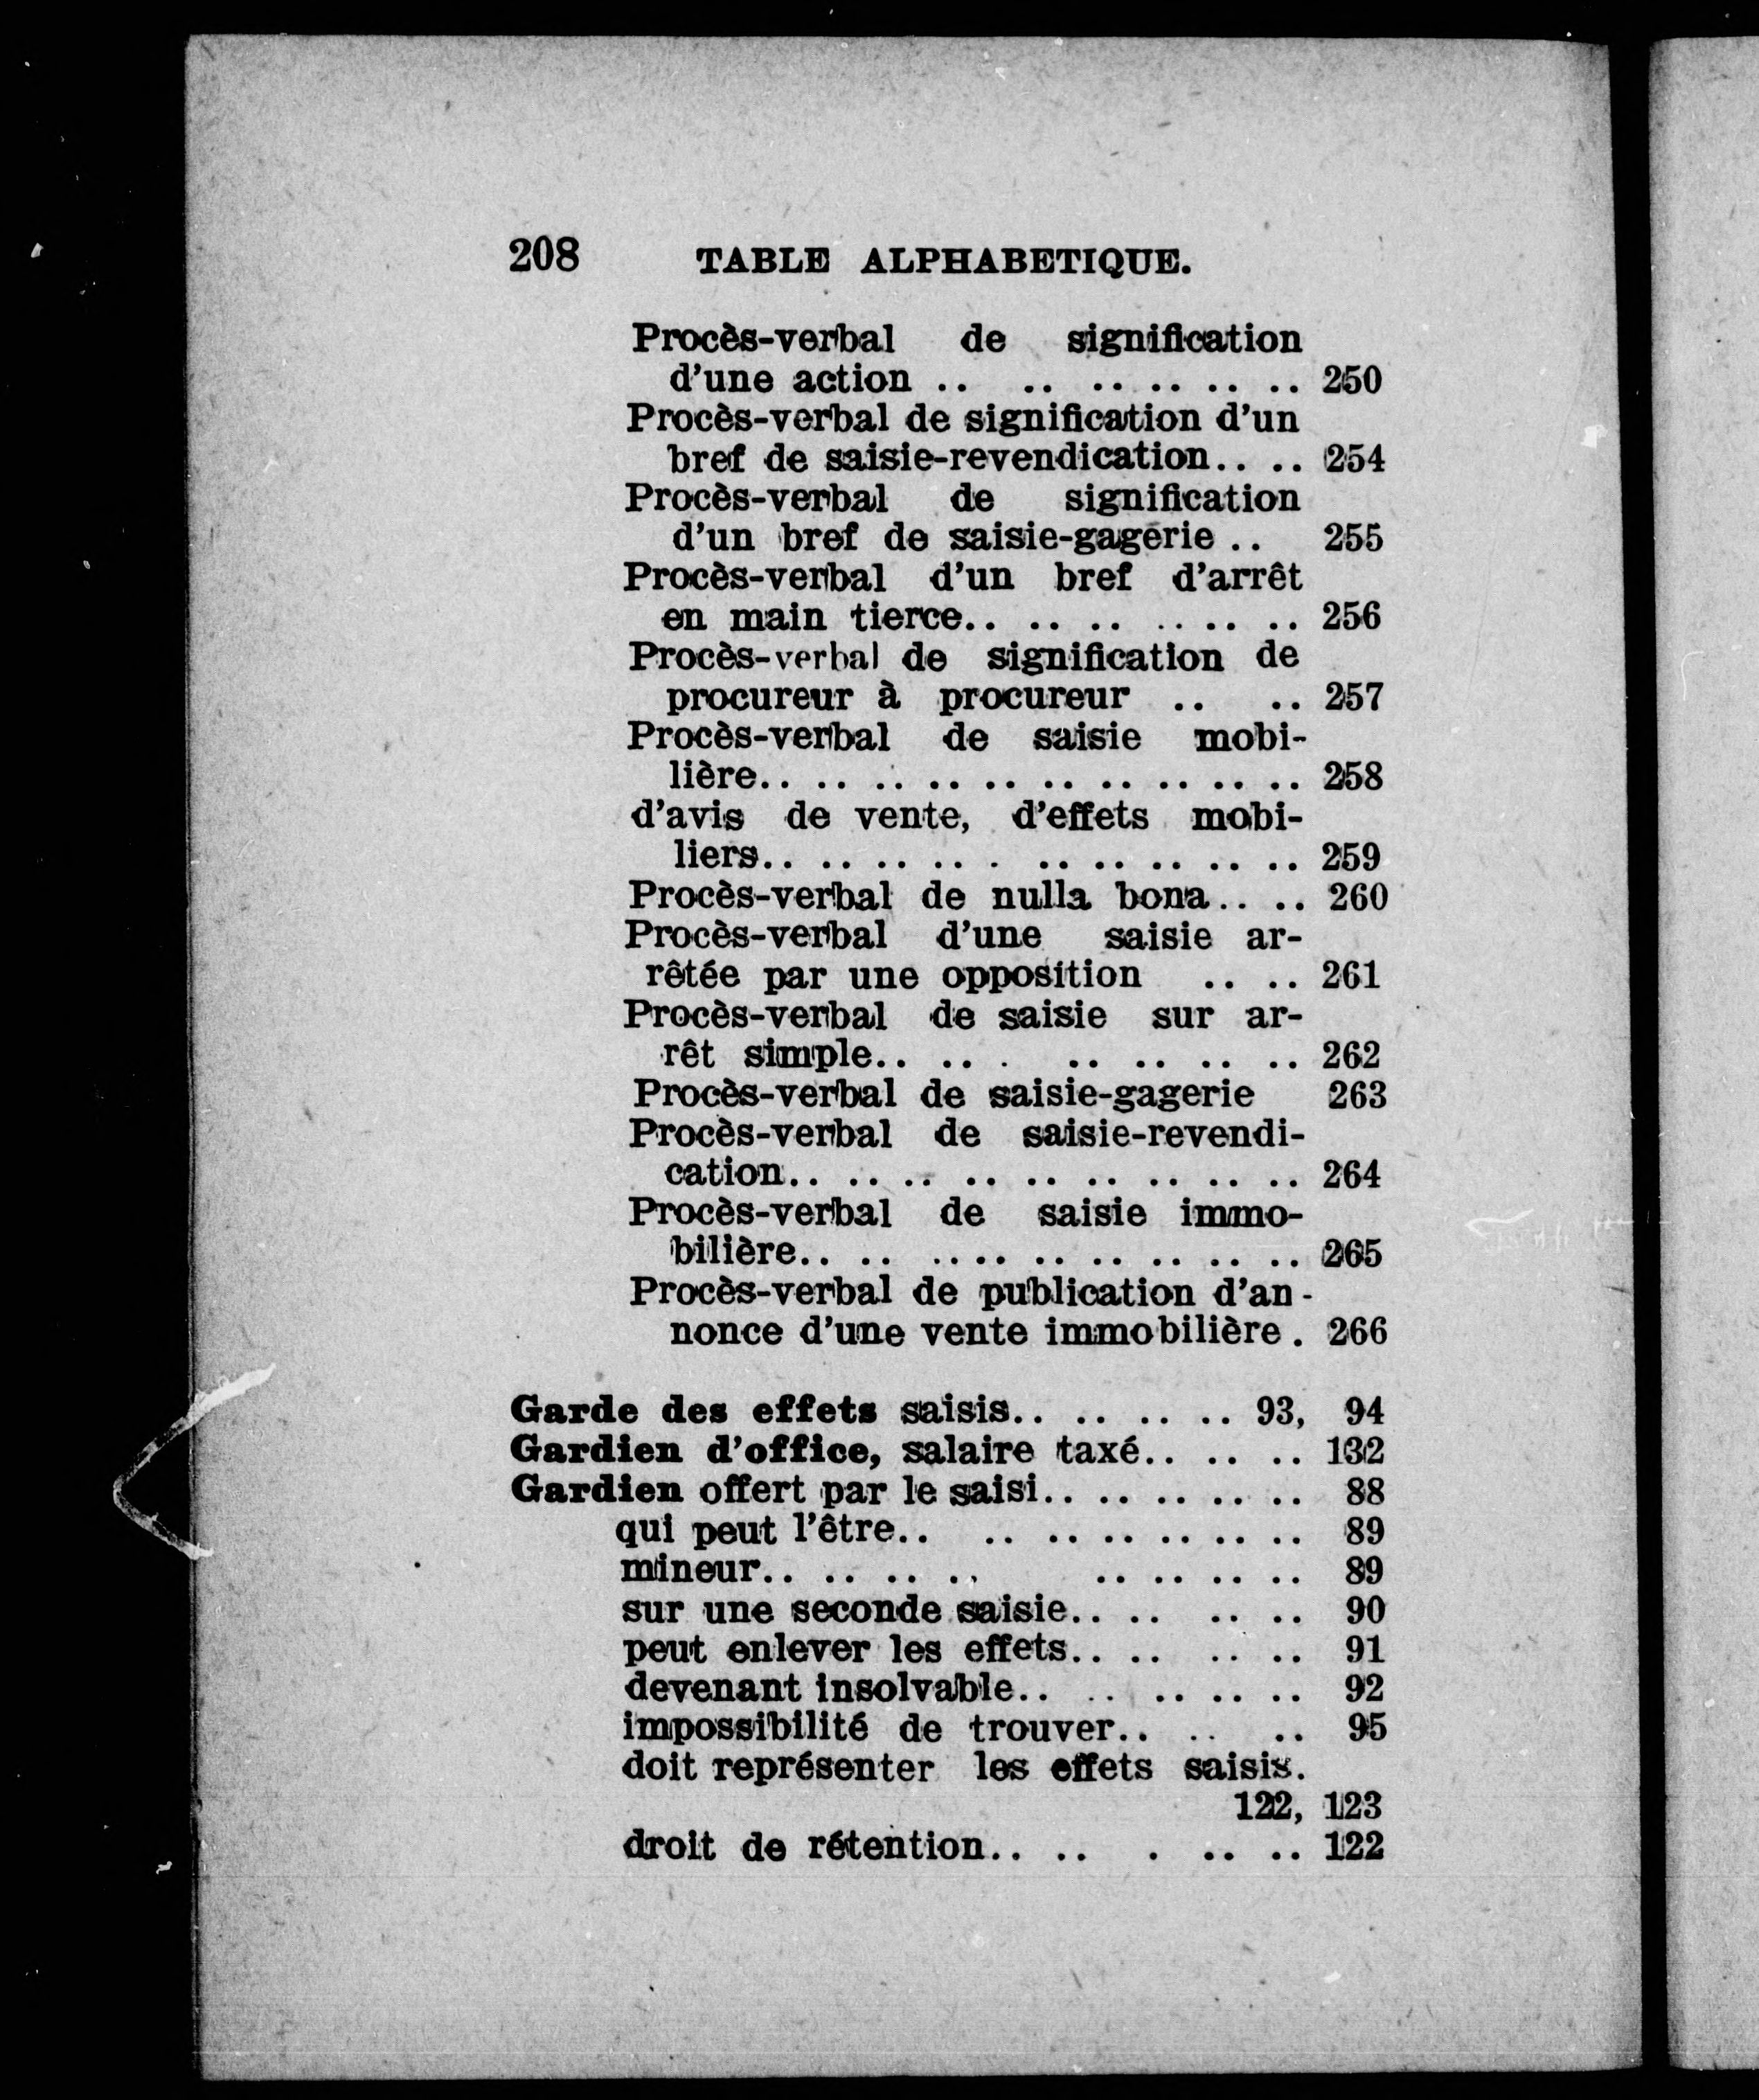 208 TABLE ALPHABETIQUE.
Procès-verbal de signification
d'une action .. .. .. .. .. .. 250
Procès-verbal de signification d'un
bref de saisie-revendication.. .. 254
Procès-verbal de signification
d'un bref de saisie-gagerie .. 255
Procès-verbal d'un bref d'arrêt
en main tierce.. .. .. .. .. .. 256
Procès-verbal de signification de
procureur à procureur .. .. 257
Procès-verbal de saisie mobi-
lière.. .. .. .. .. .. .. .. .. .. 258
d'avis de vente, d'effets mobi-
liers.. .. .. .. . .. .. .. .. .. 259
Procès-verbal de nulla bona.. .. 260
Procès-verbal d'une saisie ar-
rêtée par une opposition .. .. 261
Procès-verbal de saisie sur ar-
rêt simple.. .. . .. .. .. .. 262
Procès-verbal de saisie-gagerie 263
Procès-verbal de saisie-revendi-
cation.. .. .. .. .. .. .. .. .. 264
Procès-verbal de saisie immo-
bilière.. .. .. .. .. .. .. .. .. 265
Procès-verbal de publication d'an-
nonce d'une vente immobilière . 266
Garde des effets saisis.. .. .. .. 93, 94
Gardien d'office, salaire taxé.. .. .. 132
Gardien offert par le saisi.. .. .. .. .. 88
qui peut l'être.. .. .. .. .. .. .. 89
mineur.. .. .. .. .. .. .. .. 89
sur une seconde saisie.. .. .. .. 90
peut enlever les effets.. .. .. .. 91
devenant insolvable.. .. .. .. .. 92
impossibilité de trouver.. .. .. 95
doit représenter les effets saisis.
122, 123
droit de rétention.. .. . .. .. 122